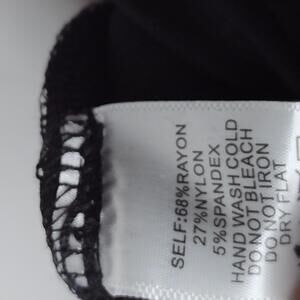 SELF:68%RAYON
27%NYLON
5%SPANDEX
HAND WASH COLD
DO NOT BLEACH
DO NOT IRON
DRY FLAT